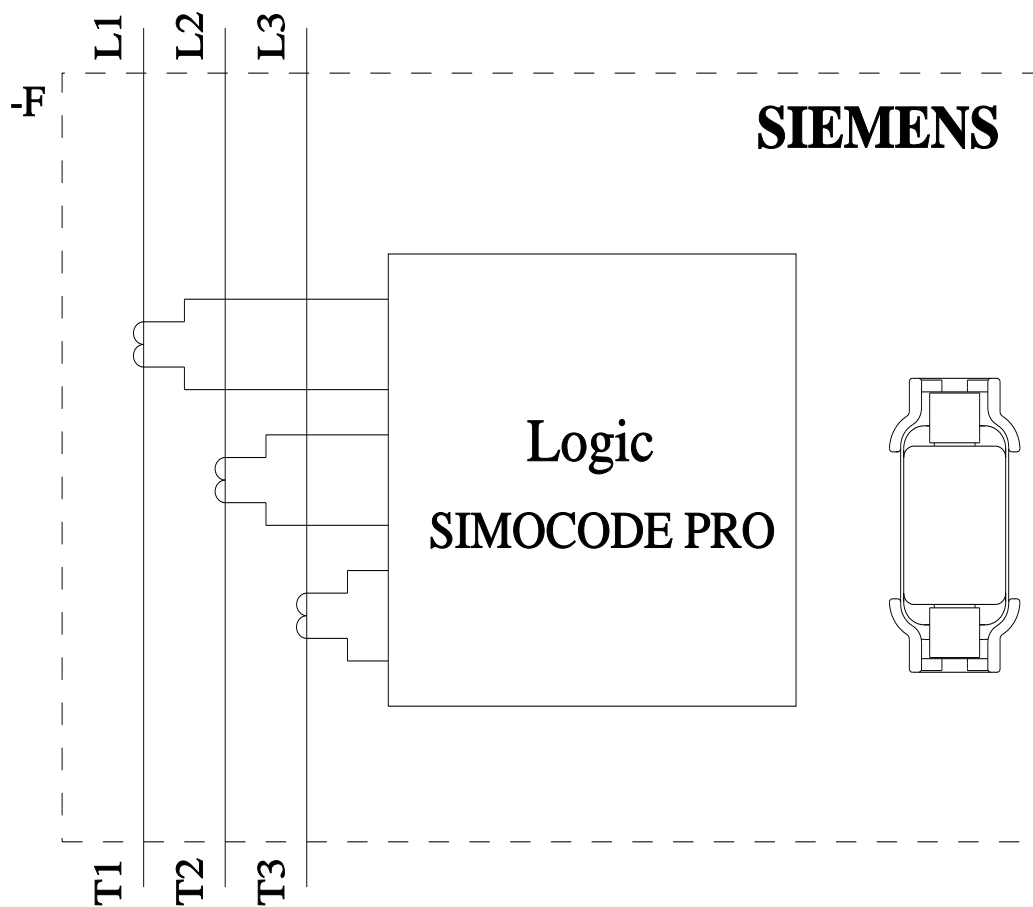 L1 L2 L3
-F
SIEMENS
Logic
SIMOCODE PRO
T1 T2 T3